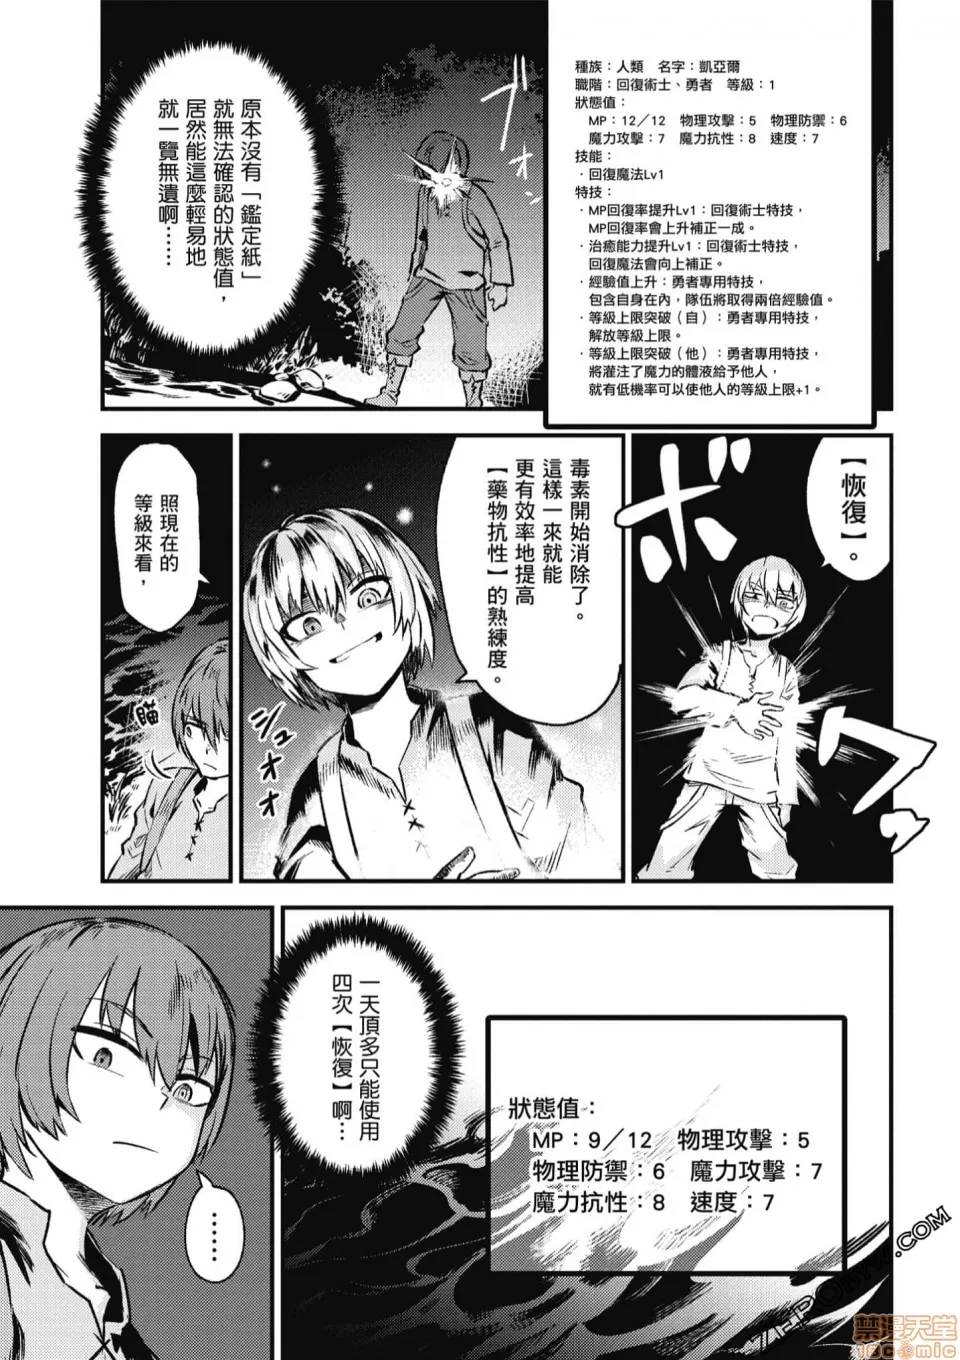 種族：人類　名字：凱亞爾
職階：回復術士、勇者　等級：1
狀態值：
MP：12／12　物理攻擊：5　物理防禦：6
魔力攻擊：7　魔力抗性：8　速度：7
技能：
・回復魔法Lv1
特技：
・MP回復率提升Lv1：回復術士特技，
MP回復率會上升補正一成。
・治癒能力提升Lv1：回復術士特技，
回復魔法會向上補正。
・經驗值上升：勇者專用特技，
包含自身在內，隊伍將取得兩倍經驗值。
・等級上限突破（自）：勇者專用特技，
解放等級上限。
・等級上限突破（他）：勇者專用特技，
將灌注了魔力的體液給予他人，
就有低機率可以使他人的等級上限+1。
原本沒有「鑑定紙」
就無法確認的狀態值，
居然能這麼輕易地
就一覽無遺啊……
【恢復】。
ボワッ
毒素開始消除了。
這樣一來就能
更有效率地提高
【藥物抗性】的熟練度。
シュオオ
照現在的
等級來看，
瞄
狀態值：
MP：9／12　物理攻擊：5
物理防禦：6　魔力攻擊：7
魔力抗性：8　速度：7
一天頂多只能使用
四次【恢復】啊…
……
ZEROBYW.COM
禁漫天堂
18comic